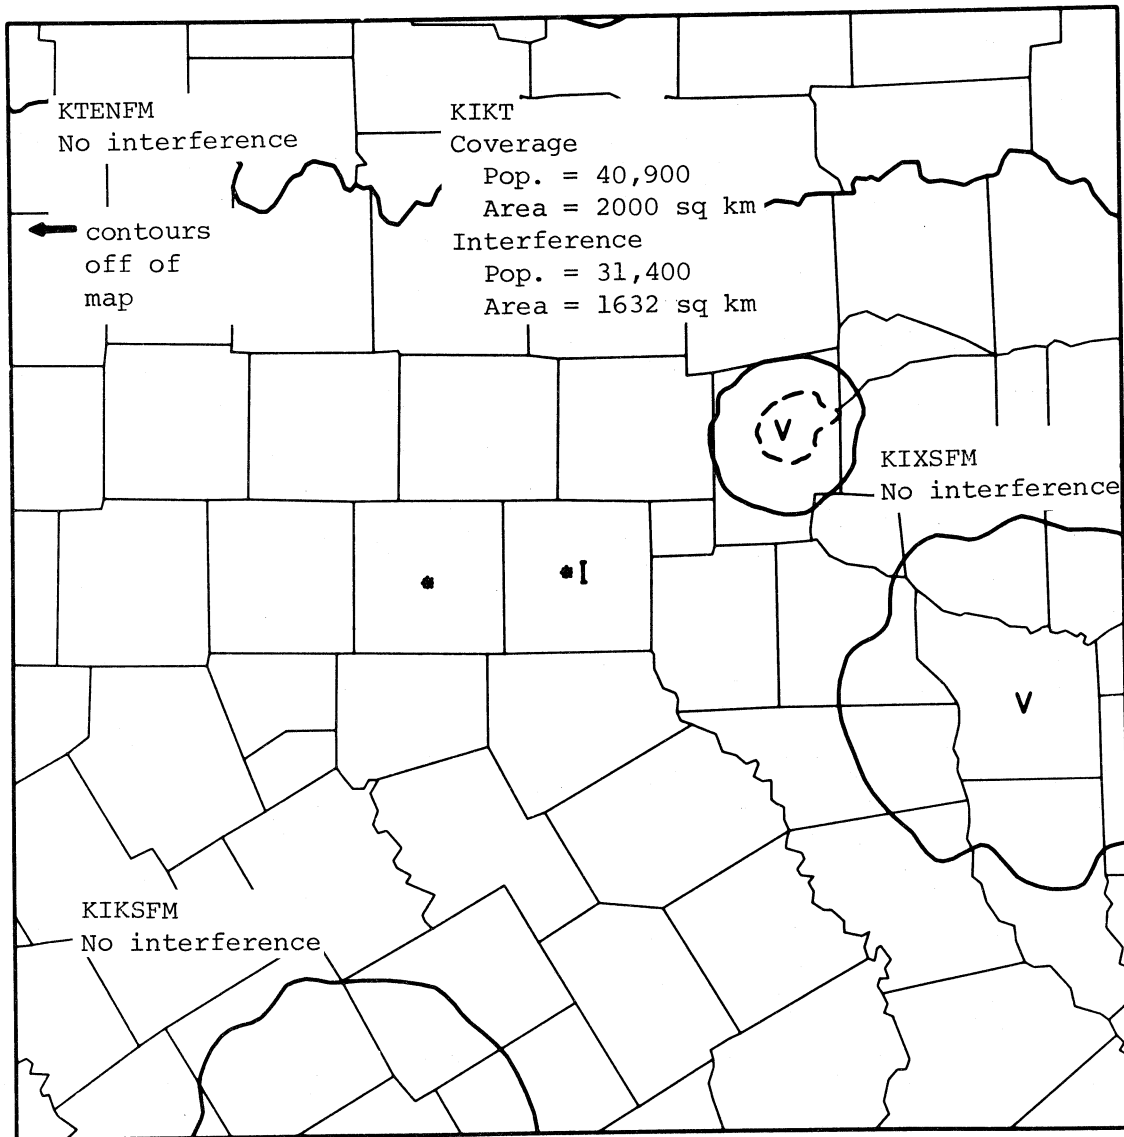 KTENFM
No interference
contours
off of
map
KIKT
Coverage
Pop. = 40,900
Area = 2000 sq km
Interference
Pop. = 31,400
Area = 1632 sq km
V
KIXSFM
No interference
*
*I
V
KIKSFM
No interference